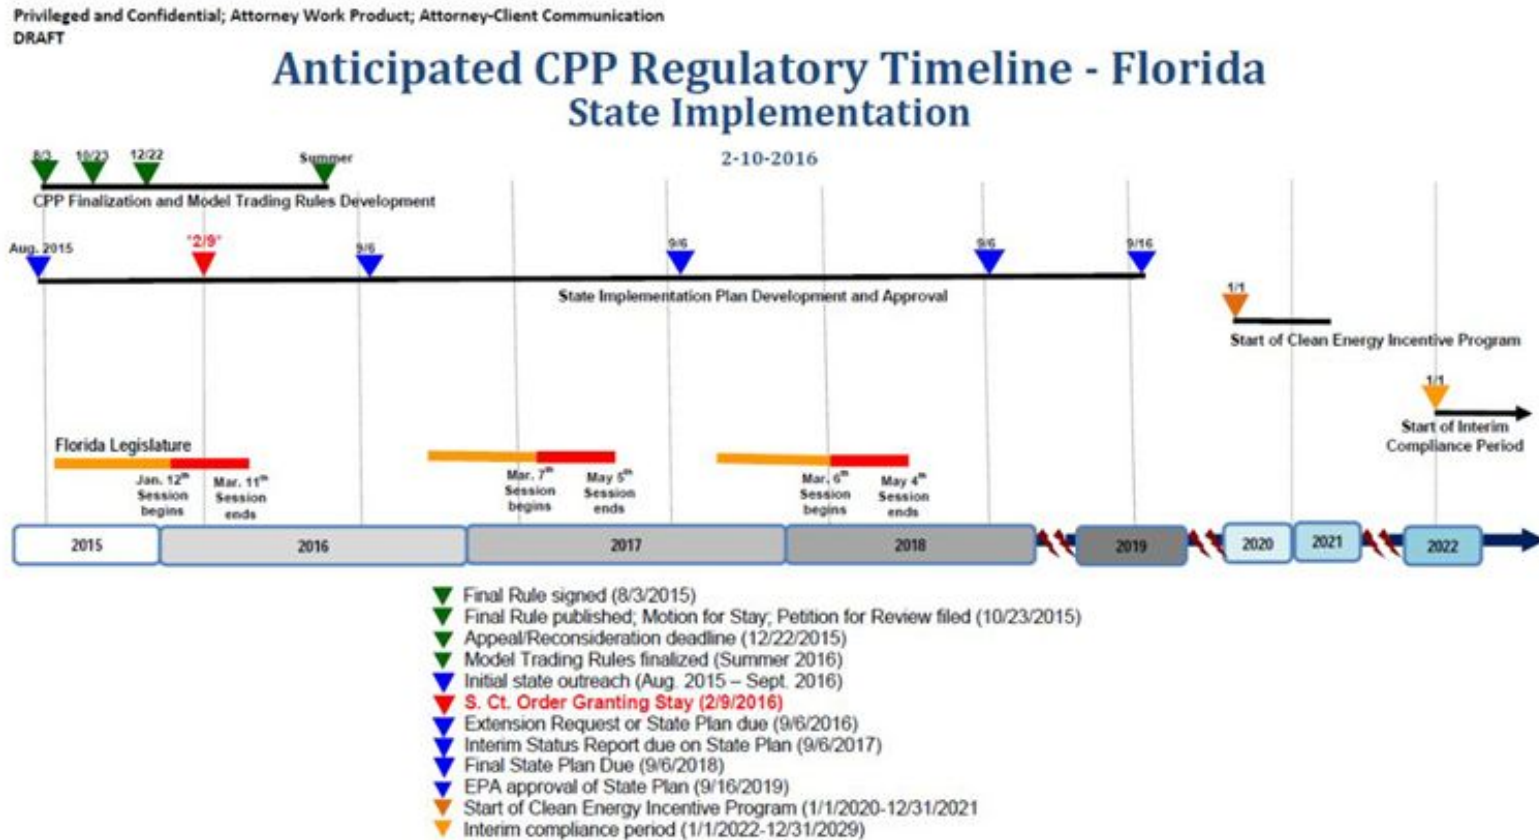 Privileged and Confidential; Attorney Work Product; Attorney-Client Communication
DRAFT
Anticipated CPP Regulatory Timeline - Florida
State Implementation
2-10-2016
8/3 10/23 12/22 Summer
CPP Finalization and Model Trading Rules Development
Aug. 2015 *2/9* 9/6 9/6 9/6 9/16
State Implementation Plan Development and Approval
1/1
Start of Clean Energy Incentive Program
1/1
Start of Interim
Compliance Period
Florida Legislature
Jan. 12th
Session
begins
Mar. 11th
Session
ends
Mar. 7th
Session
begins
May 5th
Session
ends
Mar. 6th
Session
begins
May 4th
Session
ends
2015 2016 2017 2018 2019 2020 2021 2022
Final Rule signed (8/3/2015)
Final Rule published; Motion for Stay; Petition for Review filed (10/23/2015)
Appeal/Reconsideration deadline (12/22/2015)
Model Trading Rules finalized (Summer 2016)
Initial state outreach (Aug. 2015 – Sept. 2016)
S. Ct. Order Granting Stay (2/9/2016)
Extension Request or State Plan due (9/6/2016)
Interim Status Report due on State Plan (9/6/2017)
Final State Plan Due (9/6/2018)
EPA approval of State Plan (9/16/2019)
Start of Clean Energy Incentive Program (1/1/2020-12/31/2021
Interim compliance period (1/1/2022-12/31/2029)